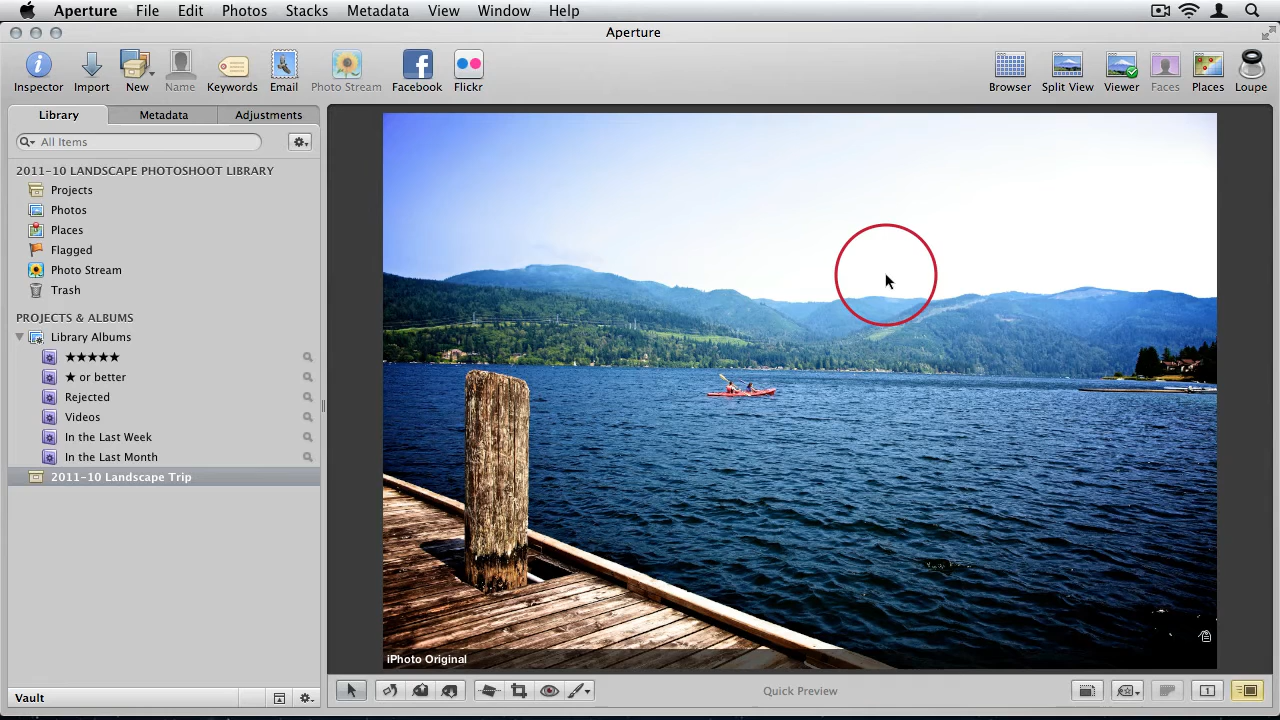 Aperture File Edit Photos Stacks Metadata View Window Help
Aperture
Inspector Import New Name Keywords Email Photo Stream Facebook Flickr Browser Split View Viewer Faces Places Loupe
Library Metadata Adjustments
All Items
2011-10 LANDSCAPE PHOTOSHOOT LIBRARY
Projects
Photos
Places
Flagged
Photo Stream
Trash
PROJECTS & ALBUMS
Library Albums
★★★★★
★ or better
Rejected
Videos
In the Last Week
In the Last Month
2011-10 Landscape Trip
iPhoto Original
Vault
Quick Preview
1